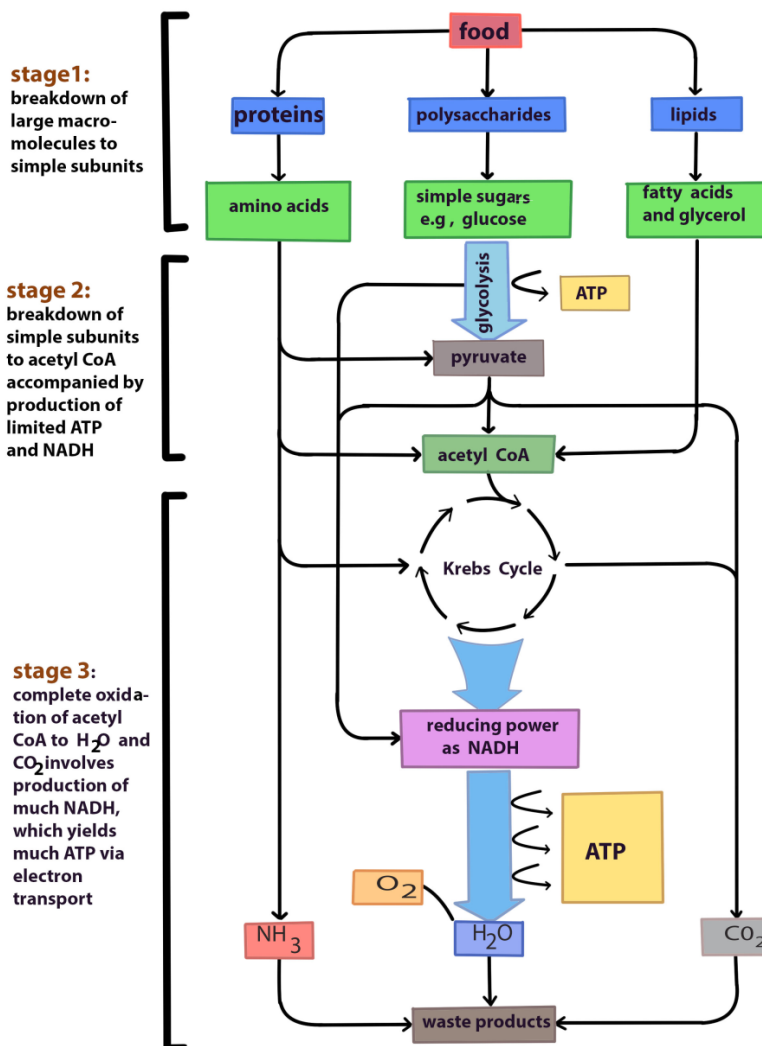 food
stage1:
breakdown of
large macro-
molecules to
simple subunits
proteins
polysaccharides
lipids
amino acids
simple sugars
e.g , glucose
fatty acids
and glycerol
stage 2:
breakdown of
simple subunits
to acetyl CoA
accompanied by
production of
limited ATP
and NADH
glycolysis
ATP
pyruvate
acetyl CoA
Krebs Cycle
stage 3:
complete oxida-
tion of acetyl
CoA to H₂O and
CO₂ involves
production of
much NADH,
which yields
much ATP via
electron
transport
reducing power
as NADH
ATP
O₂
NH₃
H₂O
CO₂
waste products